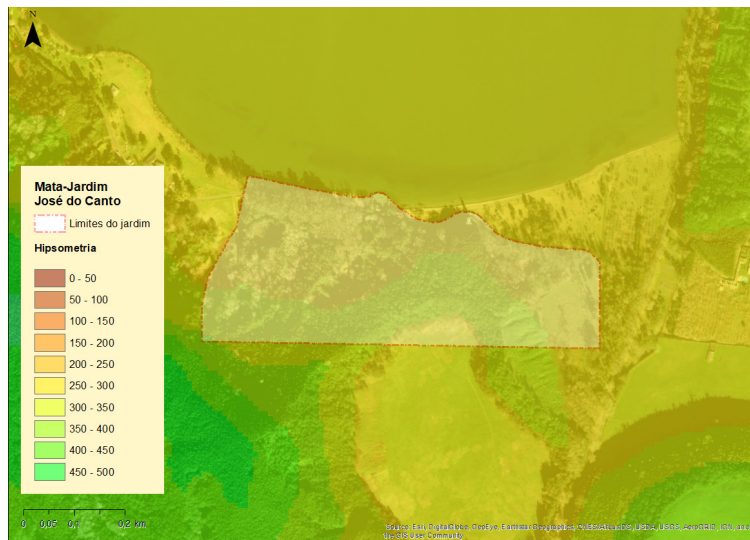 N
Mata-Jardim
José do Canto
Limites do jardim
Hipsometria
0 - 50
50 - 100
100 - 150
150 - 200
200 - 250
250 - 300
300 - 350
350 - 400
400 - 450
450 - 500
0 0,05 0,1 0,2 km
Source: Esri, DigitalGlobe, GeoEye, Earthstar Geographics, CNES/Airbus DS, USDA, USGS, AeroGRID, IGN, and
the GIS User Community